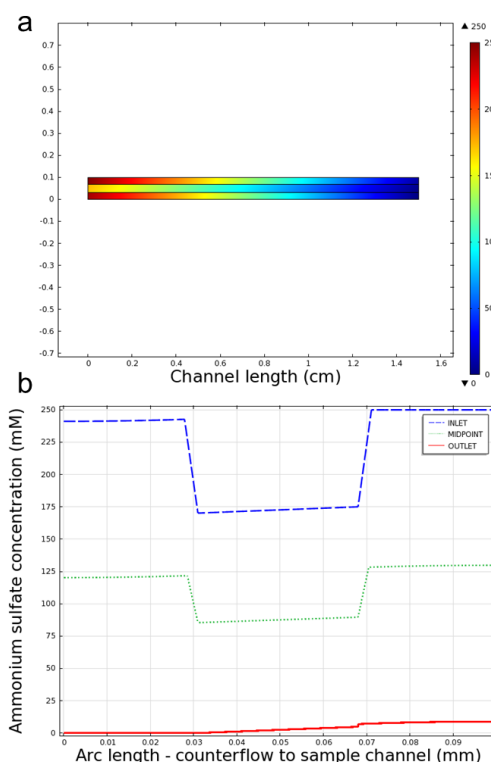 a
▲ 250
0.8
0.7
0.6
0.5
0.4
0.3
0.2
0.1
0
-0.1
-0.2
-0.3
-0.4
-0.5
-0.6
-0.7
0 0.2 0.4 0.6 0.8 1 1.2 1.4 1.6
Channel length (cm)
▼ 0
b
Ammonium sulfate concentration (mM)
250
225
200
175
150
125
100
75
50
25
0
INLET
MIDPOINT
OUTLET
0 0.01 0.02 0.03 0.04 0.05 0.06 0.07 0.08 0.09
Arc length - counterflow to sample channel (mm)